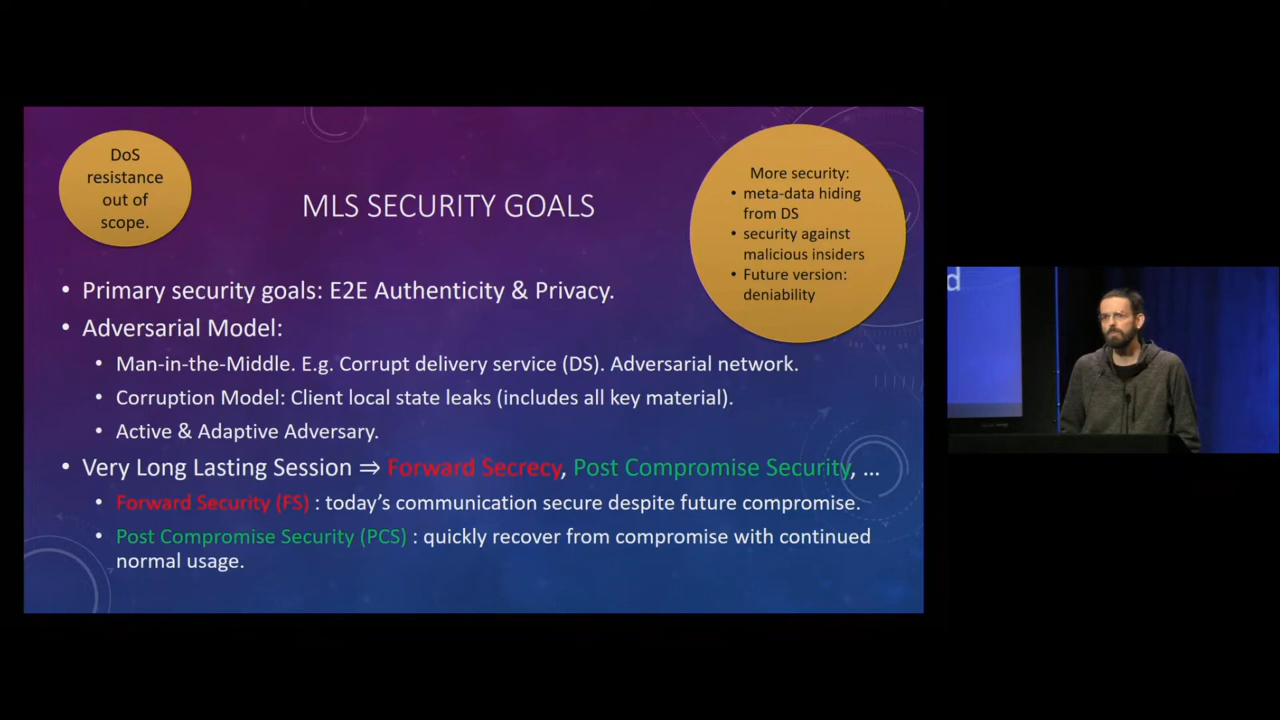 DoS
resistance
out of
scope.
MLS SECURITY GOALS
More security:
• meta-data hiding
from DS
• security against
malicious insiders
• Future version:
deniability
• Primary security goals: E2E Authenticity & Privacy.
• Adversarial Model:
• Man-in-the-Middle. E.g. Corrupt delivery service (DS). Adversarial network.
• Corruption Model: Client local state leaks (includes all key material).
• Active & Adaptive Adversary.
• Very Long Lasting Session ⇒ Forward Secrecy, Post Compromise Security, ...
• Forward Security (FS) : today's communication secure despite future compromise.
• Post Compromise Security (PCS) : quickly recover from compromise with continued
normal usage.